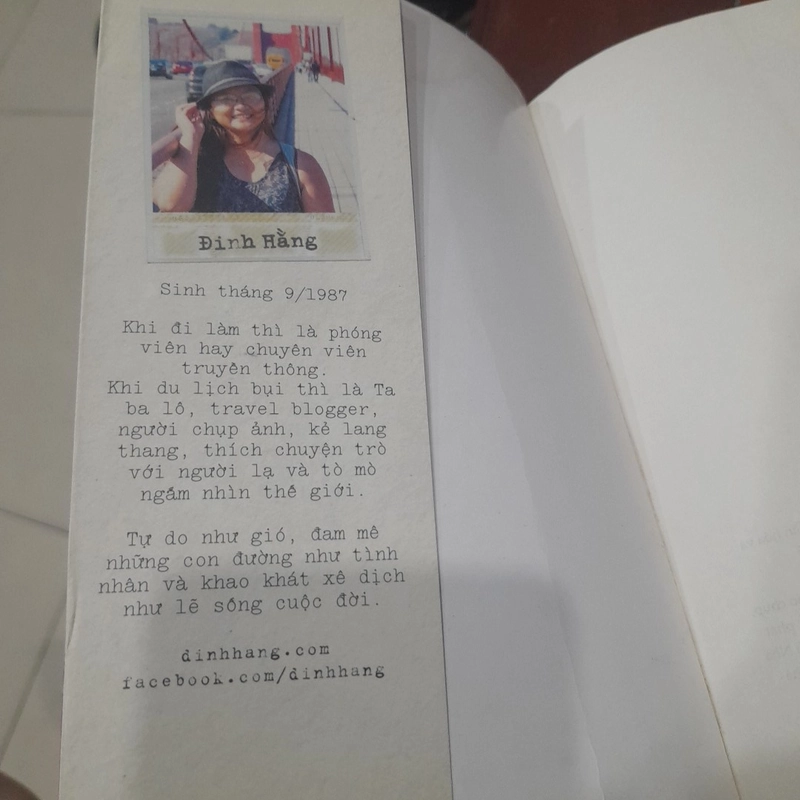 Đinh Hằng
Sinh tháng 9/1987
Khi đi làm thì là phóng
viên hay chuyên viên
truyền thông.
Khi du lịch bụi thì là Ta
ba lô, travel blogger,
người chụp ảnh, kẻ lang
thang, thích chuyện trò
với người lạ và tò mò
ngắm nhìn thế giới.
Tự do như gió, đam mê
những con đường như tình
nhân và khao khát xê dịch
như lẽ sống cuộc đời.
dinhhang.com
facebook.com/dinhhang